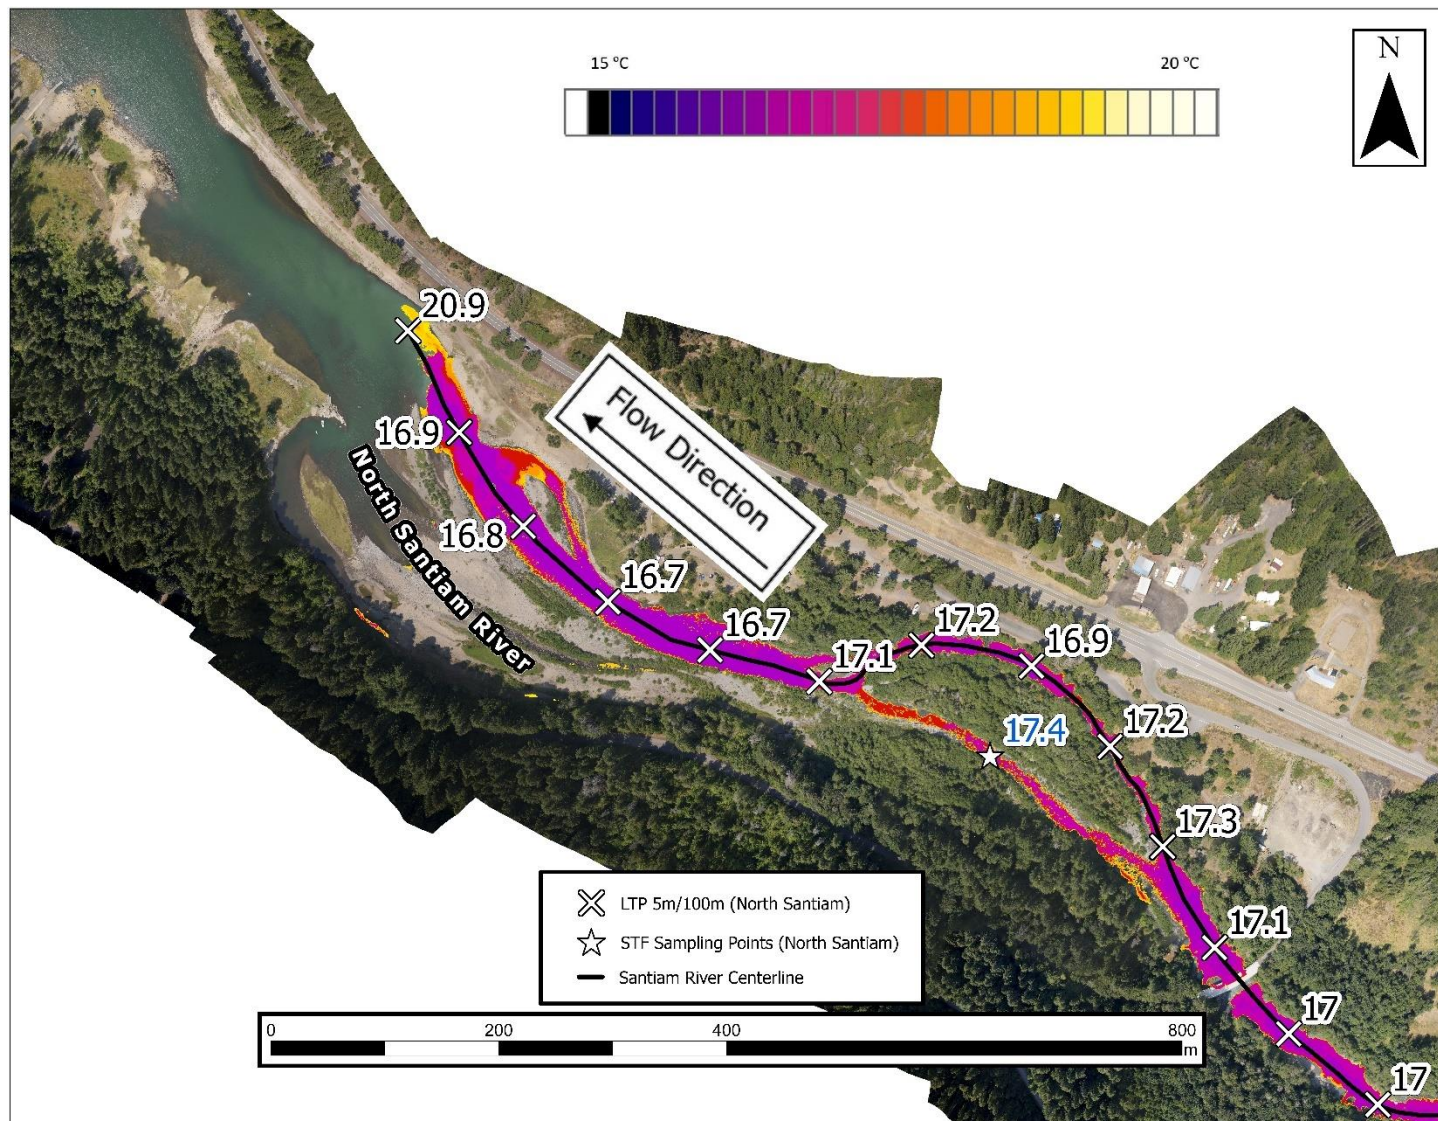 15 °C
20 °C
N
20.9
Flow Direction
16.9
North Santiam River
16.8
16.7
16.7
17.1
17.2
16.9
17.4
17.2
17.3
17.1
17
17
LTP 5m/100m (North Santiam)
STF Sampling Points (North Santiam)
Santiam River Centerline
0
200
400
800
m